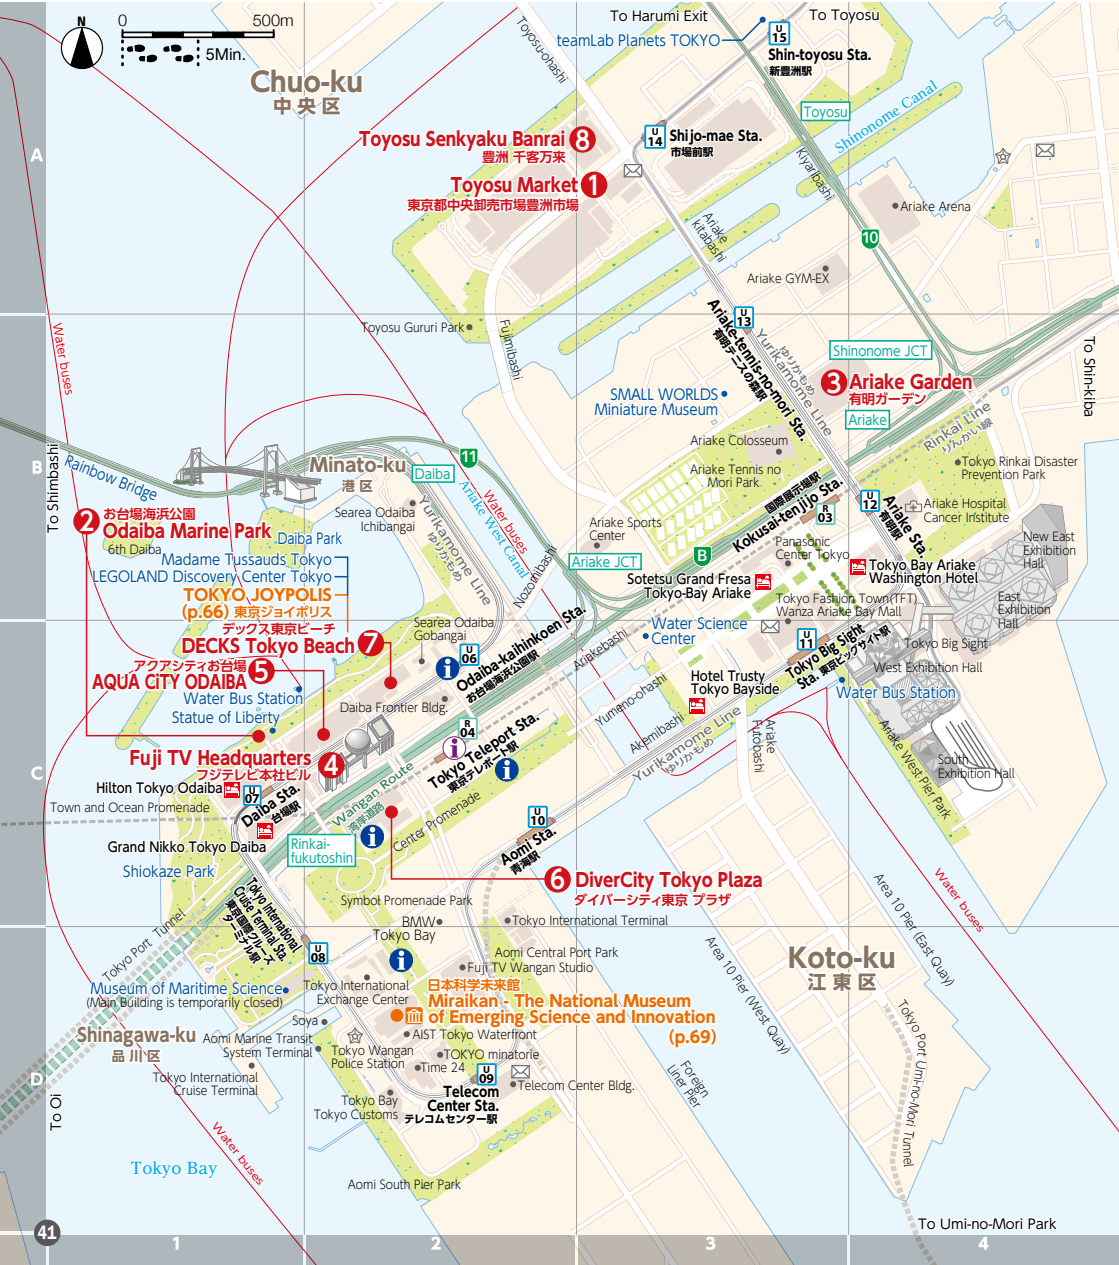 N
0
500m
5Min.
To Harumi Exit
To Toyosu
teamLab Planets TOKYO
U
15
Shin-toyosu Sta.
新豊洲駅
Toyosu-ohashi
Chuo-ku
中央区
Toyosu
Shinonome Canal
Kiyaribashi
U
14
Shijo-mae Sta.
市場前駅
Toyosu Senkyaku Banrai 8
豊洲 千客万来
Toyosu Market 1
東京都中央卸売市場豊洲市場
A
Ariake Arena
Ariake
kitabashi
10
Ariake GYM-EX
U
13
Ariake-tennis-no-mori Sta.
有明テニスの森駅
Yurikamome Line
ゆりかもめ
Toyosu Gururi Park
Fujimibashi
Water buses
Shinonome JCT
To Shin-kiba
3 Ariake Garden
有明ガーデン
Ariake
SMALL WORLDS
Miniature Museum
Rinkai Line
りんかい線
Ariake Colosseum
Ariake Tennis no
Mori Park
Tokyo Rinkai Disaster
Prevention Park
B
To Shimbashi
Rainbow Bridge
Minato-ku
港区
Daiba
11
Ariake West Canal
Water buses
国際展示場駅
Kokusai-tenjijo Sta.
R
03
U
12
Ariake Sta.
有明駅
Ariake Hospital
Cancer Institute
Searea Odaiba
Ichibangai
Yurikamome Line
ゆりかもめ
Ariake Sports
Center
2 お台場海浜公園
Odaiba Marine Park
6th Daiba
Daiba Park
Madame Tussauds Tokyo
LEGOLAND Discovery Center Tokyo
TOKYO JOYPOLIS
(p.66) 東京ジョイポリス
Nozomibashi
Ariake JCT
B
Panasonic
Center Tokyo
New East
Exhibition
Hall
Tokyo Bay Ariake
Washington Hotel
Sotetsu Grand Fresa
Tokyo-Bay Ariake
Tokyo Fashion Town(TFT)
Wanza Ariake Bay Mall
East
Exhibition
Hall
デックス東京ビーチ
DECKS Tokyo Beach 7
Searea Odaiba
Gobangai
U
06
Odaiba-kaihinkoen Sta.
お台場海浜公園駅
Ariakebashi
Water Science
Center
U
11
Tokyo Big Sight
Sta. 東京ビッグサイト駅
Tokyo Big Sight
West Exhibition Hall
アクアシティお台場
AQUA CiTY ODAIBA 5
Water Bus Station
Statue of Liberty
Daiba Frontier Bldg.
Hotel Trusty
Tokyo Bayside
Water Bus Station
Yumeno-ohashi
Akemibashi
Yurikamome Line
ゆりかもめ
Ariake
Futobashi
Ariake West Pier Park
South
Exhibition Hall
R
04
Tokyo Teleport Sta.
東京テレポート駅
C
Fuji TV Headquarters 4
フジテレビ本社ビル
Hilton Tokyo Odaiba
Town and Ocean Promenade
U
07
Daiba Sta.
台場駅
Wangan Route
湾岸道路
Center Promenade
U
10
Aomi Sta.
青海駅
Grand Nikko Tokyo Daiba
Rinkai-
fukutoshin
Shiokaze Park
6 DiverCity Tokyo Plaza
ダイバーシティ東京 プラザ
Area 10 Pier (East Quay)
Water buses
Tokyo International
Cruise Terminal Sta.
東京国際クルーズ
ターミナル駅
Symbol Promenade Park
Tokyo Port Tunnel
BMW
Tokyo Bay
Tokyo International Terminal
U
08
Aomi Central Port Park
Fuji TV Wangan Studio
Area 10 Pier (West Quay)
Koto-ku
江東区
Museum of Maritime Science
(Main Building is temporarily closed)
Tokyo International
Exchange Center
日本科学未来館
Miraikan - The National Museum
of Emerging Science and Innovation
(p.69)
Tokyo Port Umi-no-Mori Tunnel
Shinagawa-ku
品川区
Soya
Aomi Marine Transit
System Terminal
AIST Tokyo Waterfront
Tokyo Wangan
Police Station
TOKYO minatorie
Time 24
Tokyo International
Cruise Terminal
U
09
Telecom
Center Sta.
テレコムセンター駅
Telecom Center Bldg.
Foreign
Liner Pier
D
To Oi
Tokyo Bay
Tokyo Customs
Water buses
Tokyo Bay
Aomi South Pier Park
To Umi-no-Mori Park
41
1
2
3
4